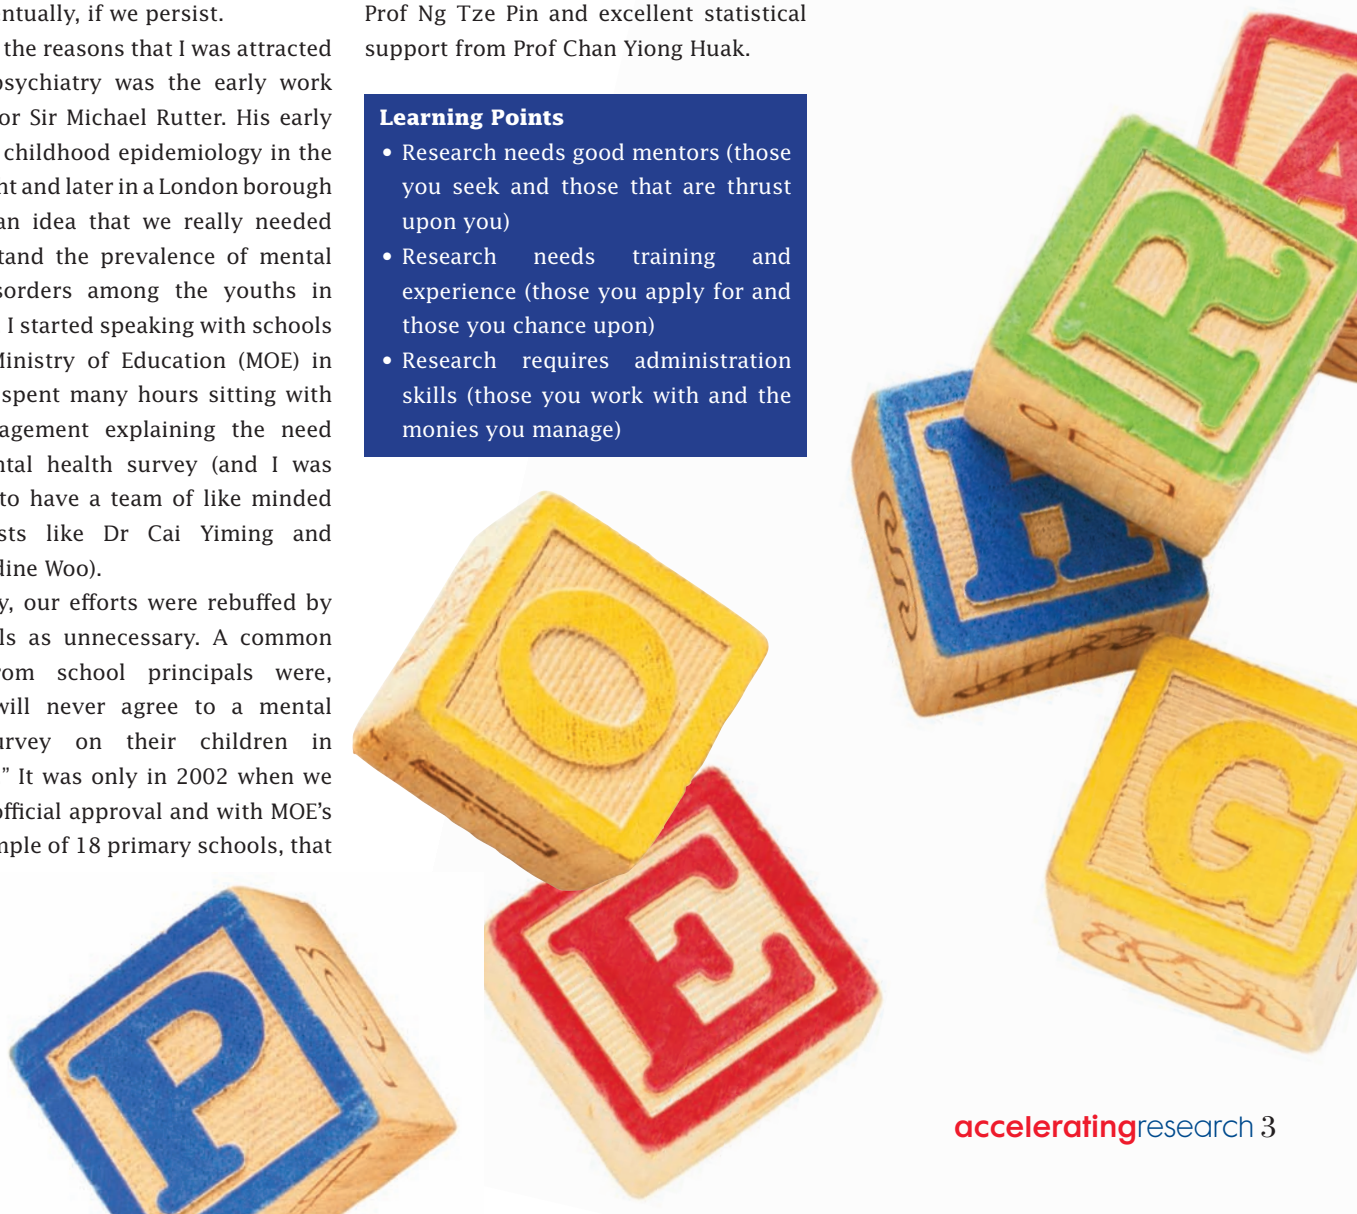 entually, if we persist.
the reasons that I was attracted
psychiatry was the early work
or Sir Michael Rutter. His early
childhood epidemiology in the
nt and later in a London borough
an idea that we really needed
tand the prevalence of mental
sorders among the youths in
I started speaking with schools
Ministry of Education (MOE) in
spent many hours sitting with
agement explaining the need
ntal health survey (and I was
to have a team of like minded
sts like Dr Cai Yiming and
dine Woo).
y, our efforts were rebuffed by
ls as unnecessary. A common
rom school principals were,
will never agree to a mental
urvey on their children in
.” It was only in 2002 when we
official approval and with MOE’s
mple of 18 primary schools, that
Prof Ng Tze Pin and excellent statistical
support from Prof Chan Yiong Huak.
Learning Points
• Research needs good mentors (those
you seek and those that are thrust
upon you)
• Research needs training and
experience (those you apply for and
those you chance upon)
• Research requires administration
skills (those you work with and the
monies you manage)
A
R
H
O
G
E
P
acceleratingresearch 3